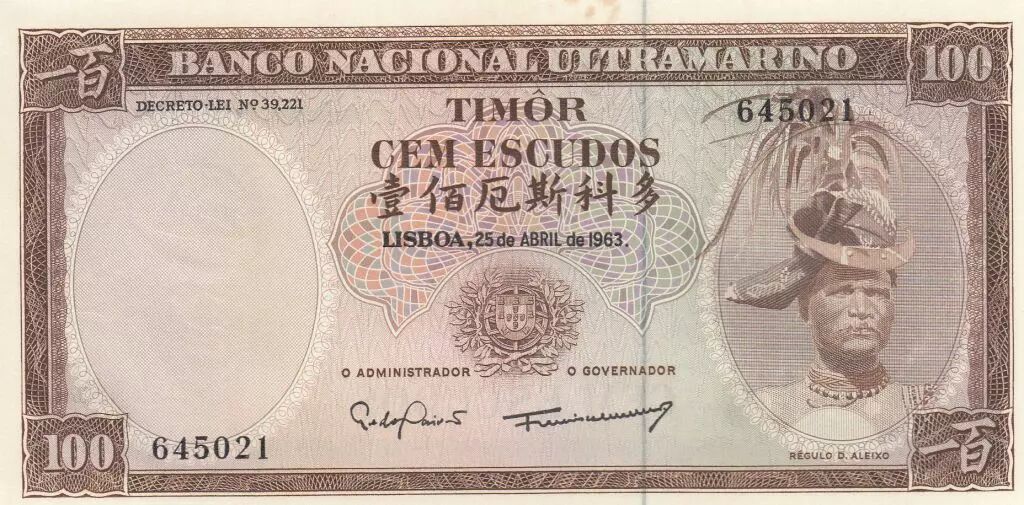 一百
BANCO NACIONAL ULTRAMARINO
100
DECRETO-LEI Nº 39,221
TIMÔR
645021
CEM ESCUDOS
壹佰厄斯科多
LISBOA, 25 de ABRIL de 1963.
O ADMINISTRADOR
O GOVERNADOR
100
645021
RÉGULO D. ALEIXO
一百